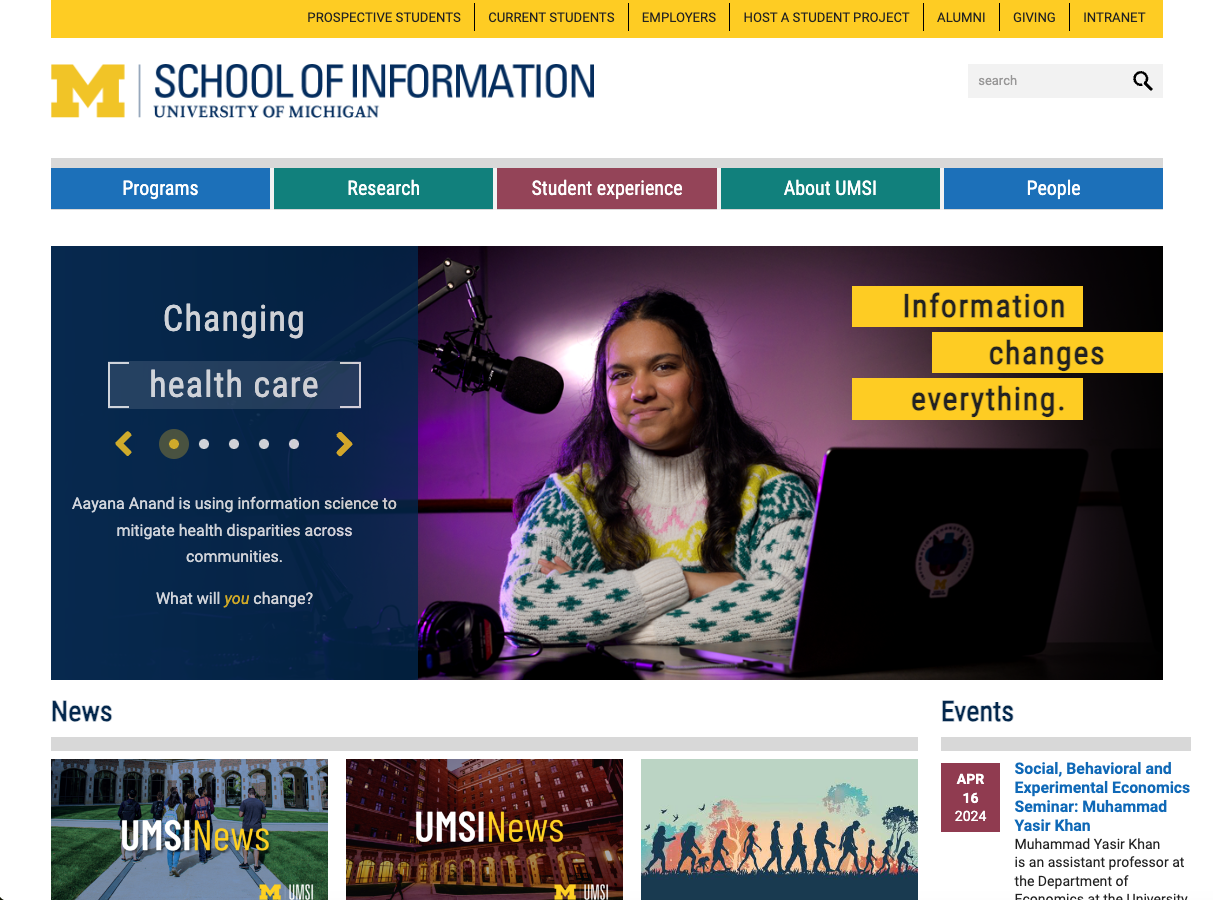 PROSPECTIVE STUDENTS CURRENT STUDENTS EMPLOYERS HOST A STUDENT PROJECT ALUMNI GIVING INTRANET
M SCHOOL OF INFORMATION
UNIVERSITY OF MICHIGAN
search
Programs Research Student experience About UMSI People
Changing
health care
Aayana Anand is using information science to
mitigate health disparities across
communities.
What will you change?
Information
changes
everything.
M
News
UMSINews
M UMSI
UMSINews
M UMSI
Events
APR
16
2024
Social, Behavioral and
Experimental Economics
Seminar: Muhammad
Yasir Khan
Muhammad Yasir Khan
is an assistant professor at
the Department of
Economics at the University